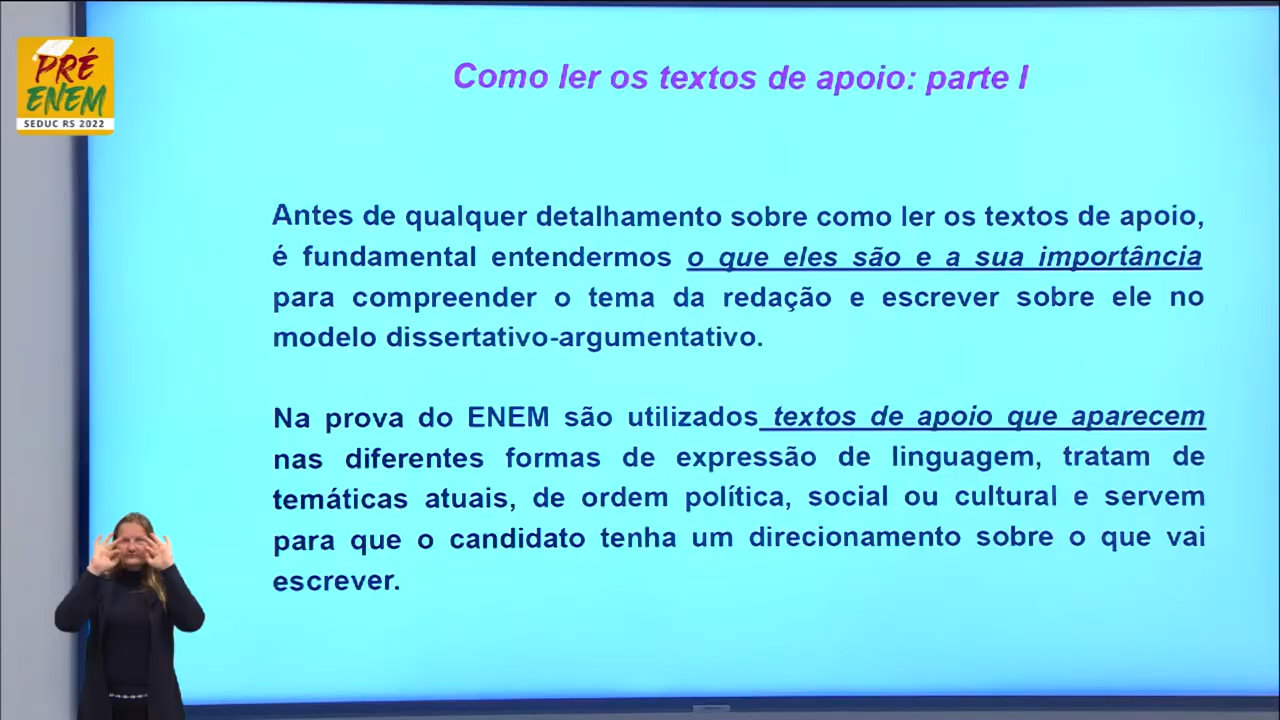 PRÉ
ENEM
SEDUC RS 2022
Como ler os textos de apoio: parte I
Antes de qualquer detalhamento sobre como ler os textos de apoio,
é fundamental entendermos o que eles são e a sua importância
para compreender o tema da redação e escrever sobre ele no
modelo dissertativo-argumentativo.
Na prova do ENEM são utilizados textos de apoio que aparecem
nas diferentes formas de expressão de linguagem, tratam de
temáticas atuais, de ordem política, social ou cultural e servem
para que o candidato tenha um direcionamento sobre o que vai
escrever.